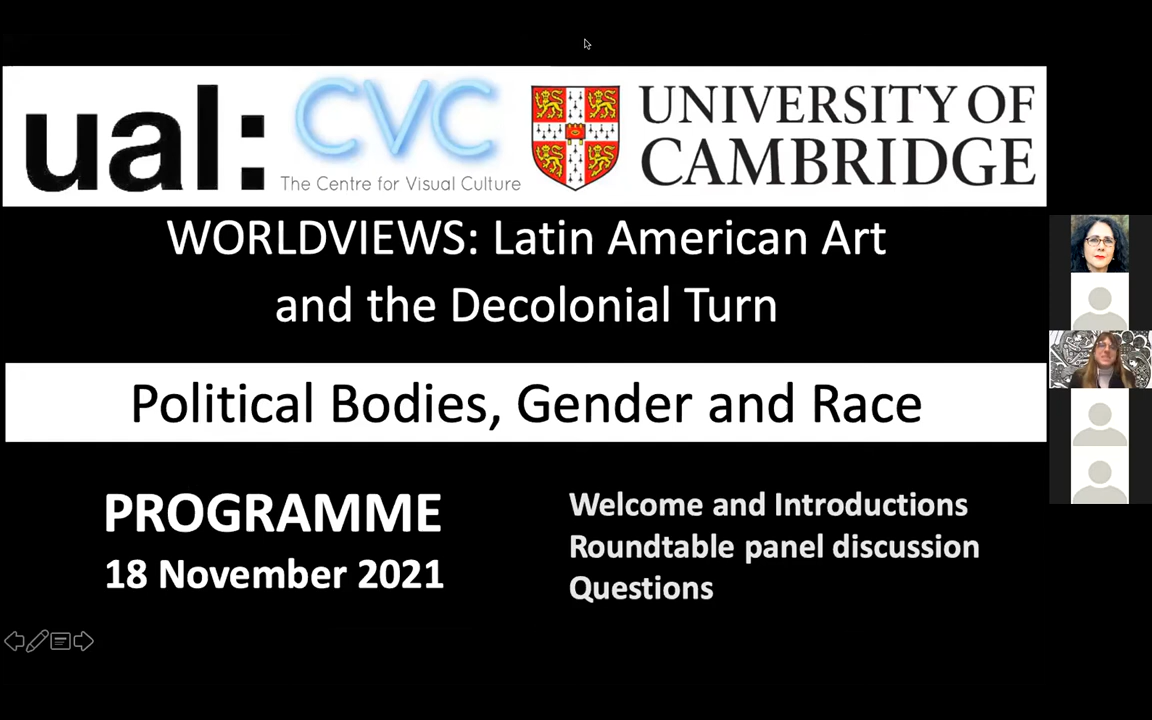 ual:
CVC
The Centre for Visual Culture
UNIVERSITY OF
CAMBRIDGE
WORLDVIEWS: Latin American Art
and the Decolonial Turn
Political Bodies, Gender and Race
PROGRAMME
18 November 2021
Welcome and Introductions
Roundtable panel discussion
Questions